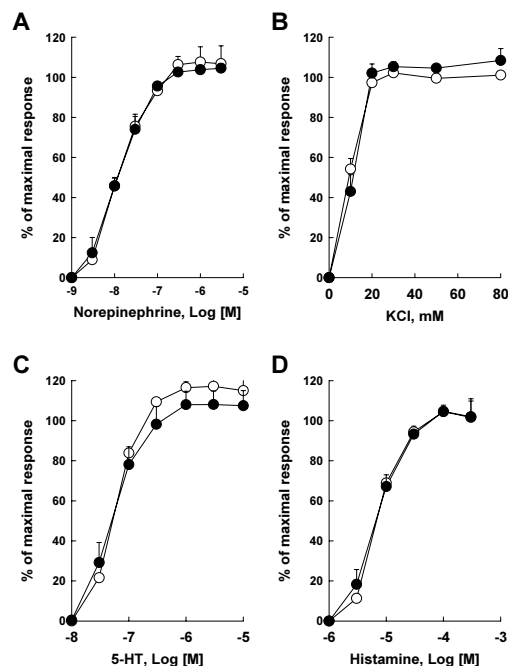 A
% of maximal response
120
100
80
60
40
20
0
-9 -8 -7 -6 -5
Norepinephrine, Log [M]
B
% of maximal response
120
100
80
60
40
20
0
0 20 40 60 80
KCl, mM
C
% of maximal response
120
100
80
60
40
20
0
-8 -7 -6 -5
5-HT, Log [M]
D
% of maximal response
120
100
80
60
40
20
0
-6 -5 -4 -3
Histamine, Log [M]